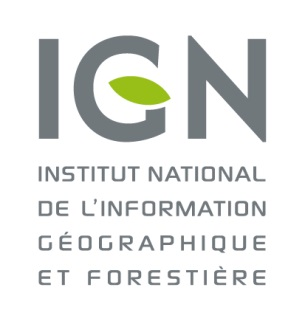 IGN
INSTITUT NATIONAL
DE L'INFORMATION
GÉOGRAPHIQUE
ET FORESTIÈRE